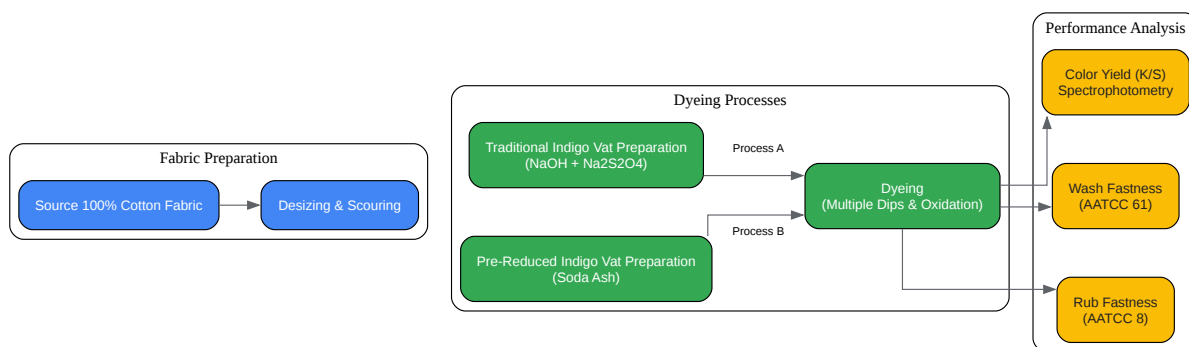 Fabric Preparation
Source 100% Cotton Fabric
Desizing & Scouring
Dyeing Processes
Traditional Indigo Vat Preparation
(NaOH + Na2S2O4)
Process A
Pre-Reduced Indigo Vat Preparation
(Soda Ash)
Process B
Dyeing
(Multiple Dips & Oxidation)
Performance Analysis
Color Yield (K/S)
Spectrophotometry
Wash Fastness
(AATCC 61)
Rub Fastness
(AATCC 8)